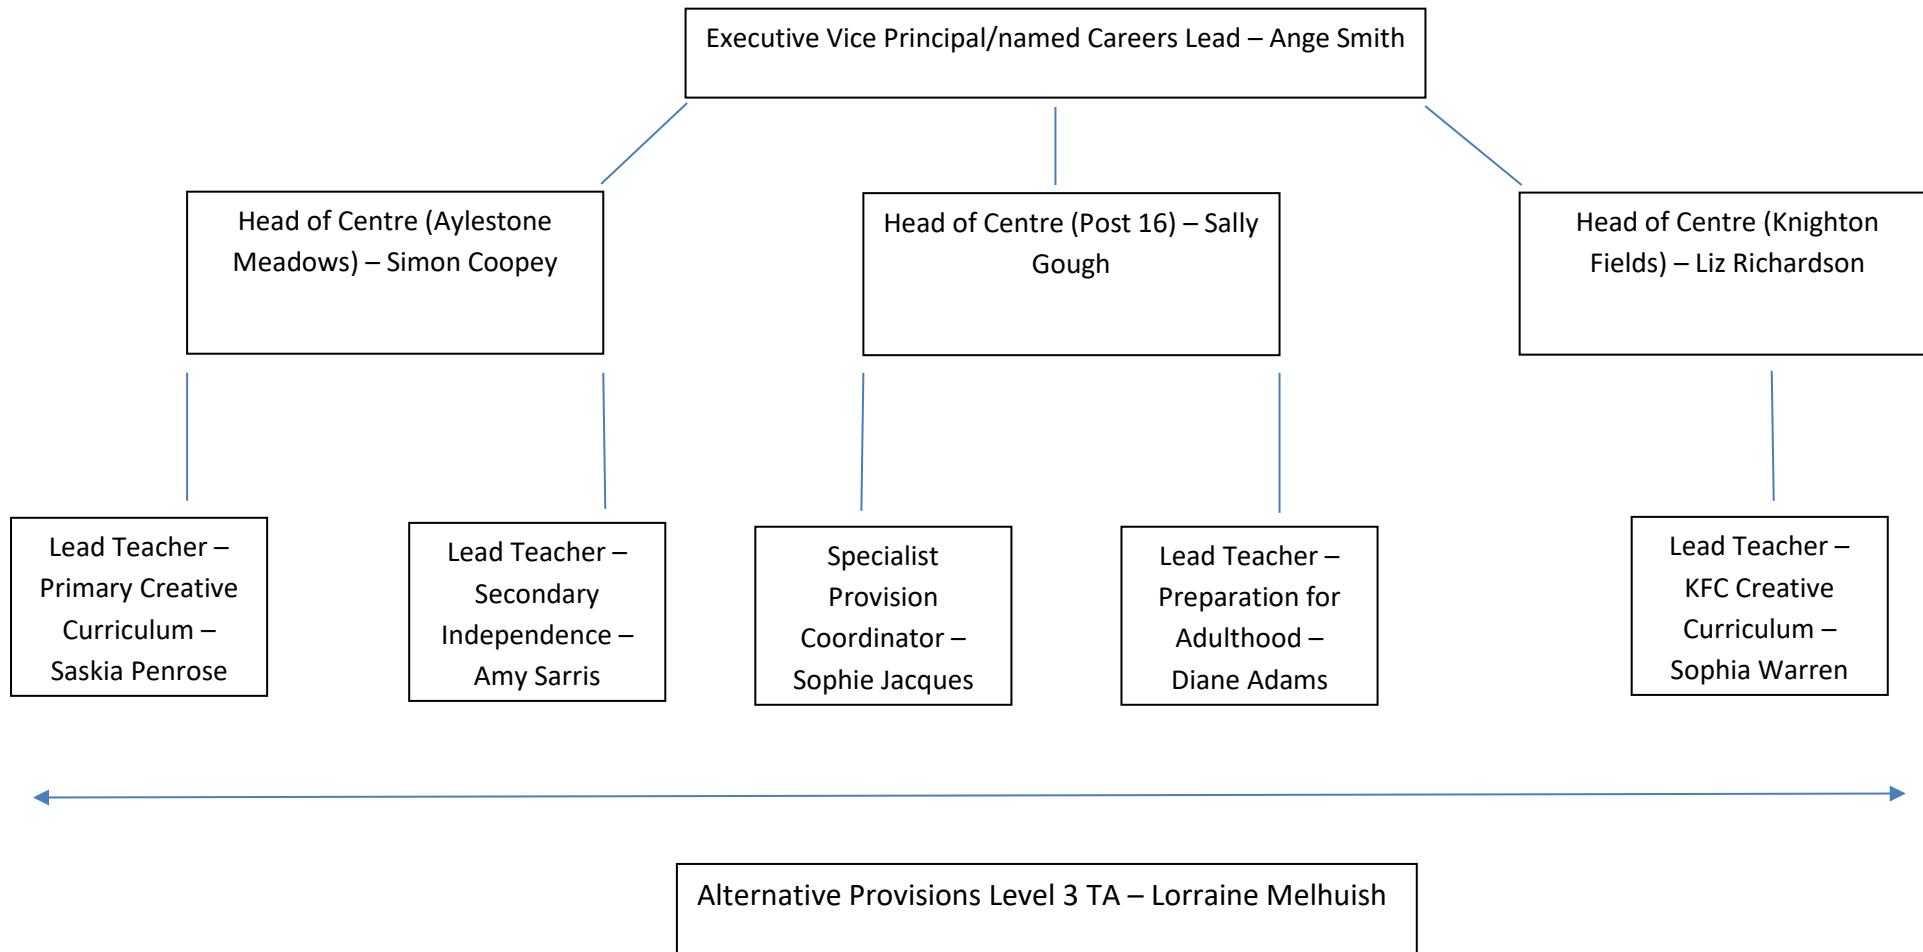 Executive Vice Principal/named Careers Lead – Ange Smith
Head of Centre (Aylestone
Meadows) – Simon Coopey
Head of Centre (Post 16) – Sally
Gough
Head of Centre (Knighton
Fields) – Liz Richardson
Lead Teacher –
Primary Creative
Curriculum –
Saskia Penrose
Lead Teacher –
Secondary
Independence –
Amy Sarris
Specialist
Provision
Coordinator –
Sophie Jacques
Lead Teacher –
Preparation for
Adulthood –
Diane Adams
Lead Teacher –
KFC Creative
Curriculum –
Sophia Warren
Alternative Provisions Level 3 TA – Lorraine Melhuish